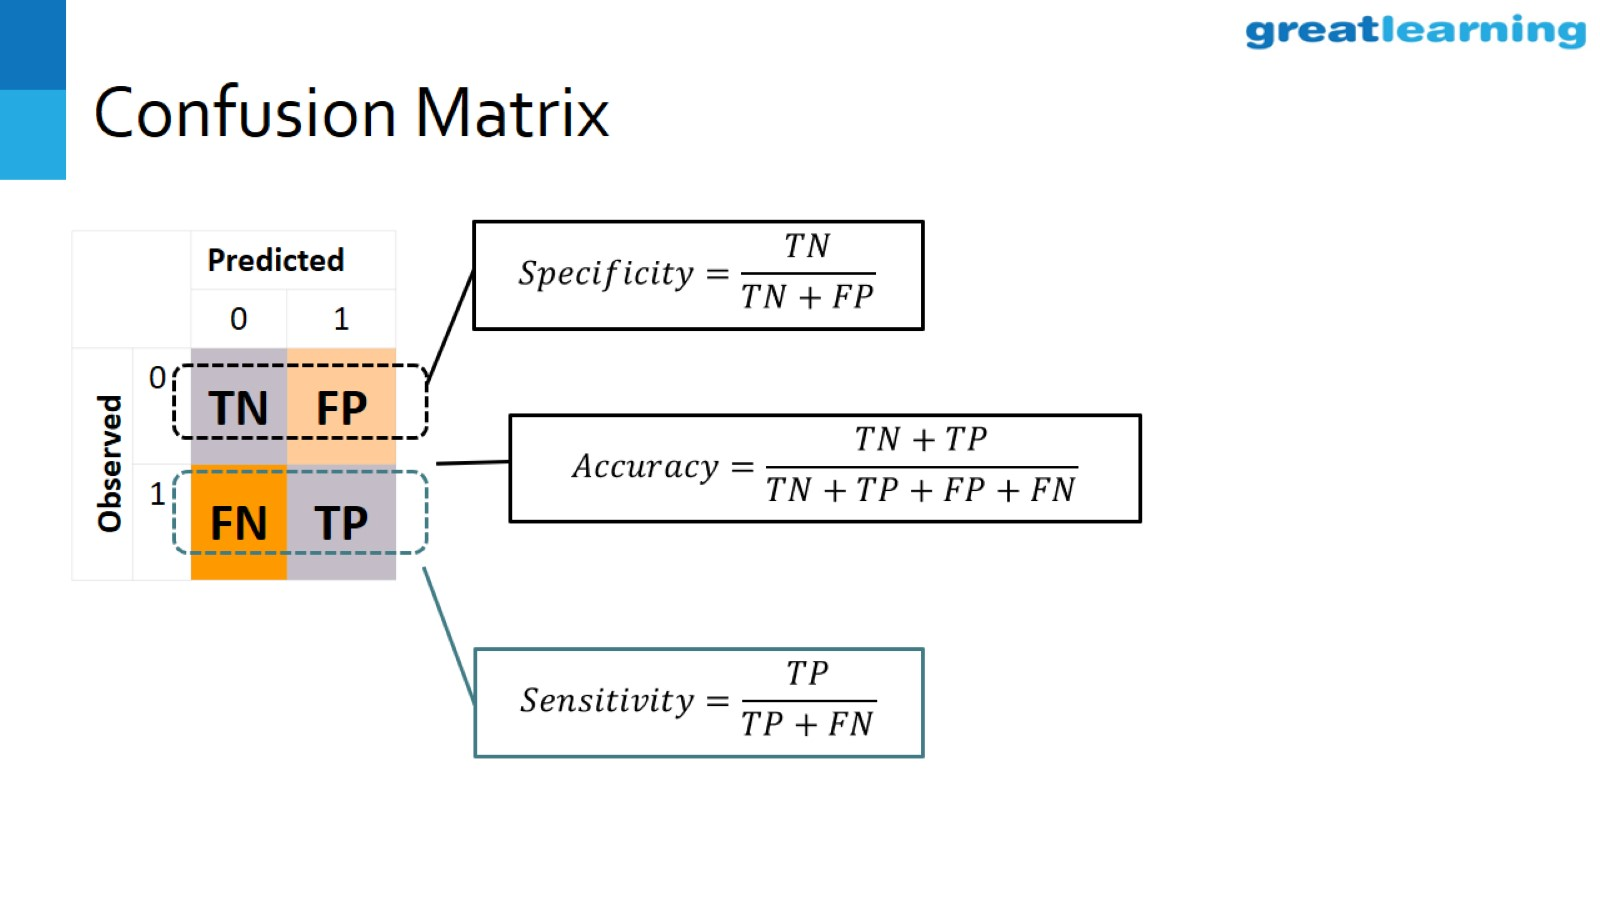 greatlearning
Confusion Matrix
Predicted
0 1
Observed
0 TN FP
1 FN TP
Specificity = TN / TN + FP
Accuracy = TN + TP / TN + TP + FP + FN
Sensitivity = TP / TP + FN